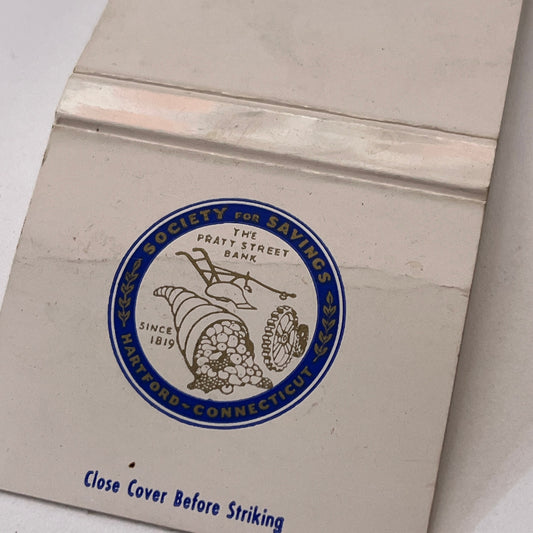 SOCIETY FOR SAVINGS
THE
PRATT STREET
BANK
SINCE
1819
HARTFORD~CONNECTICUT
Close Cover Before Striking